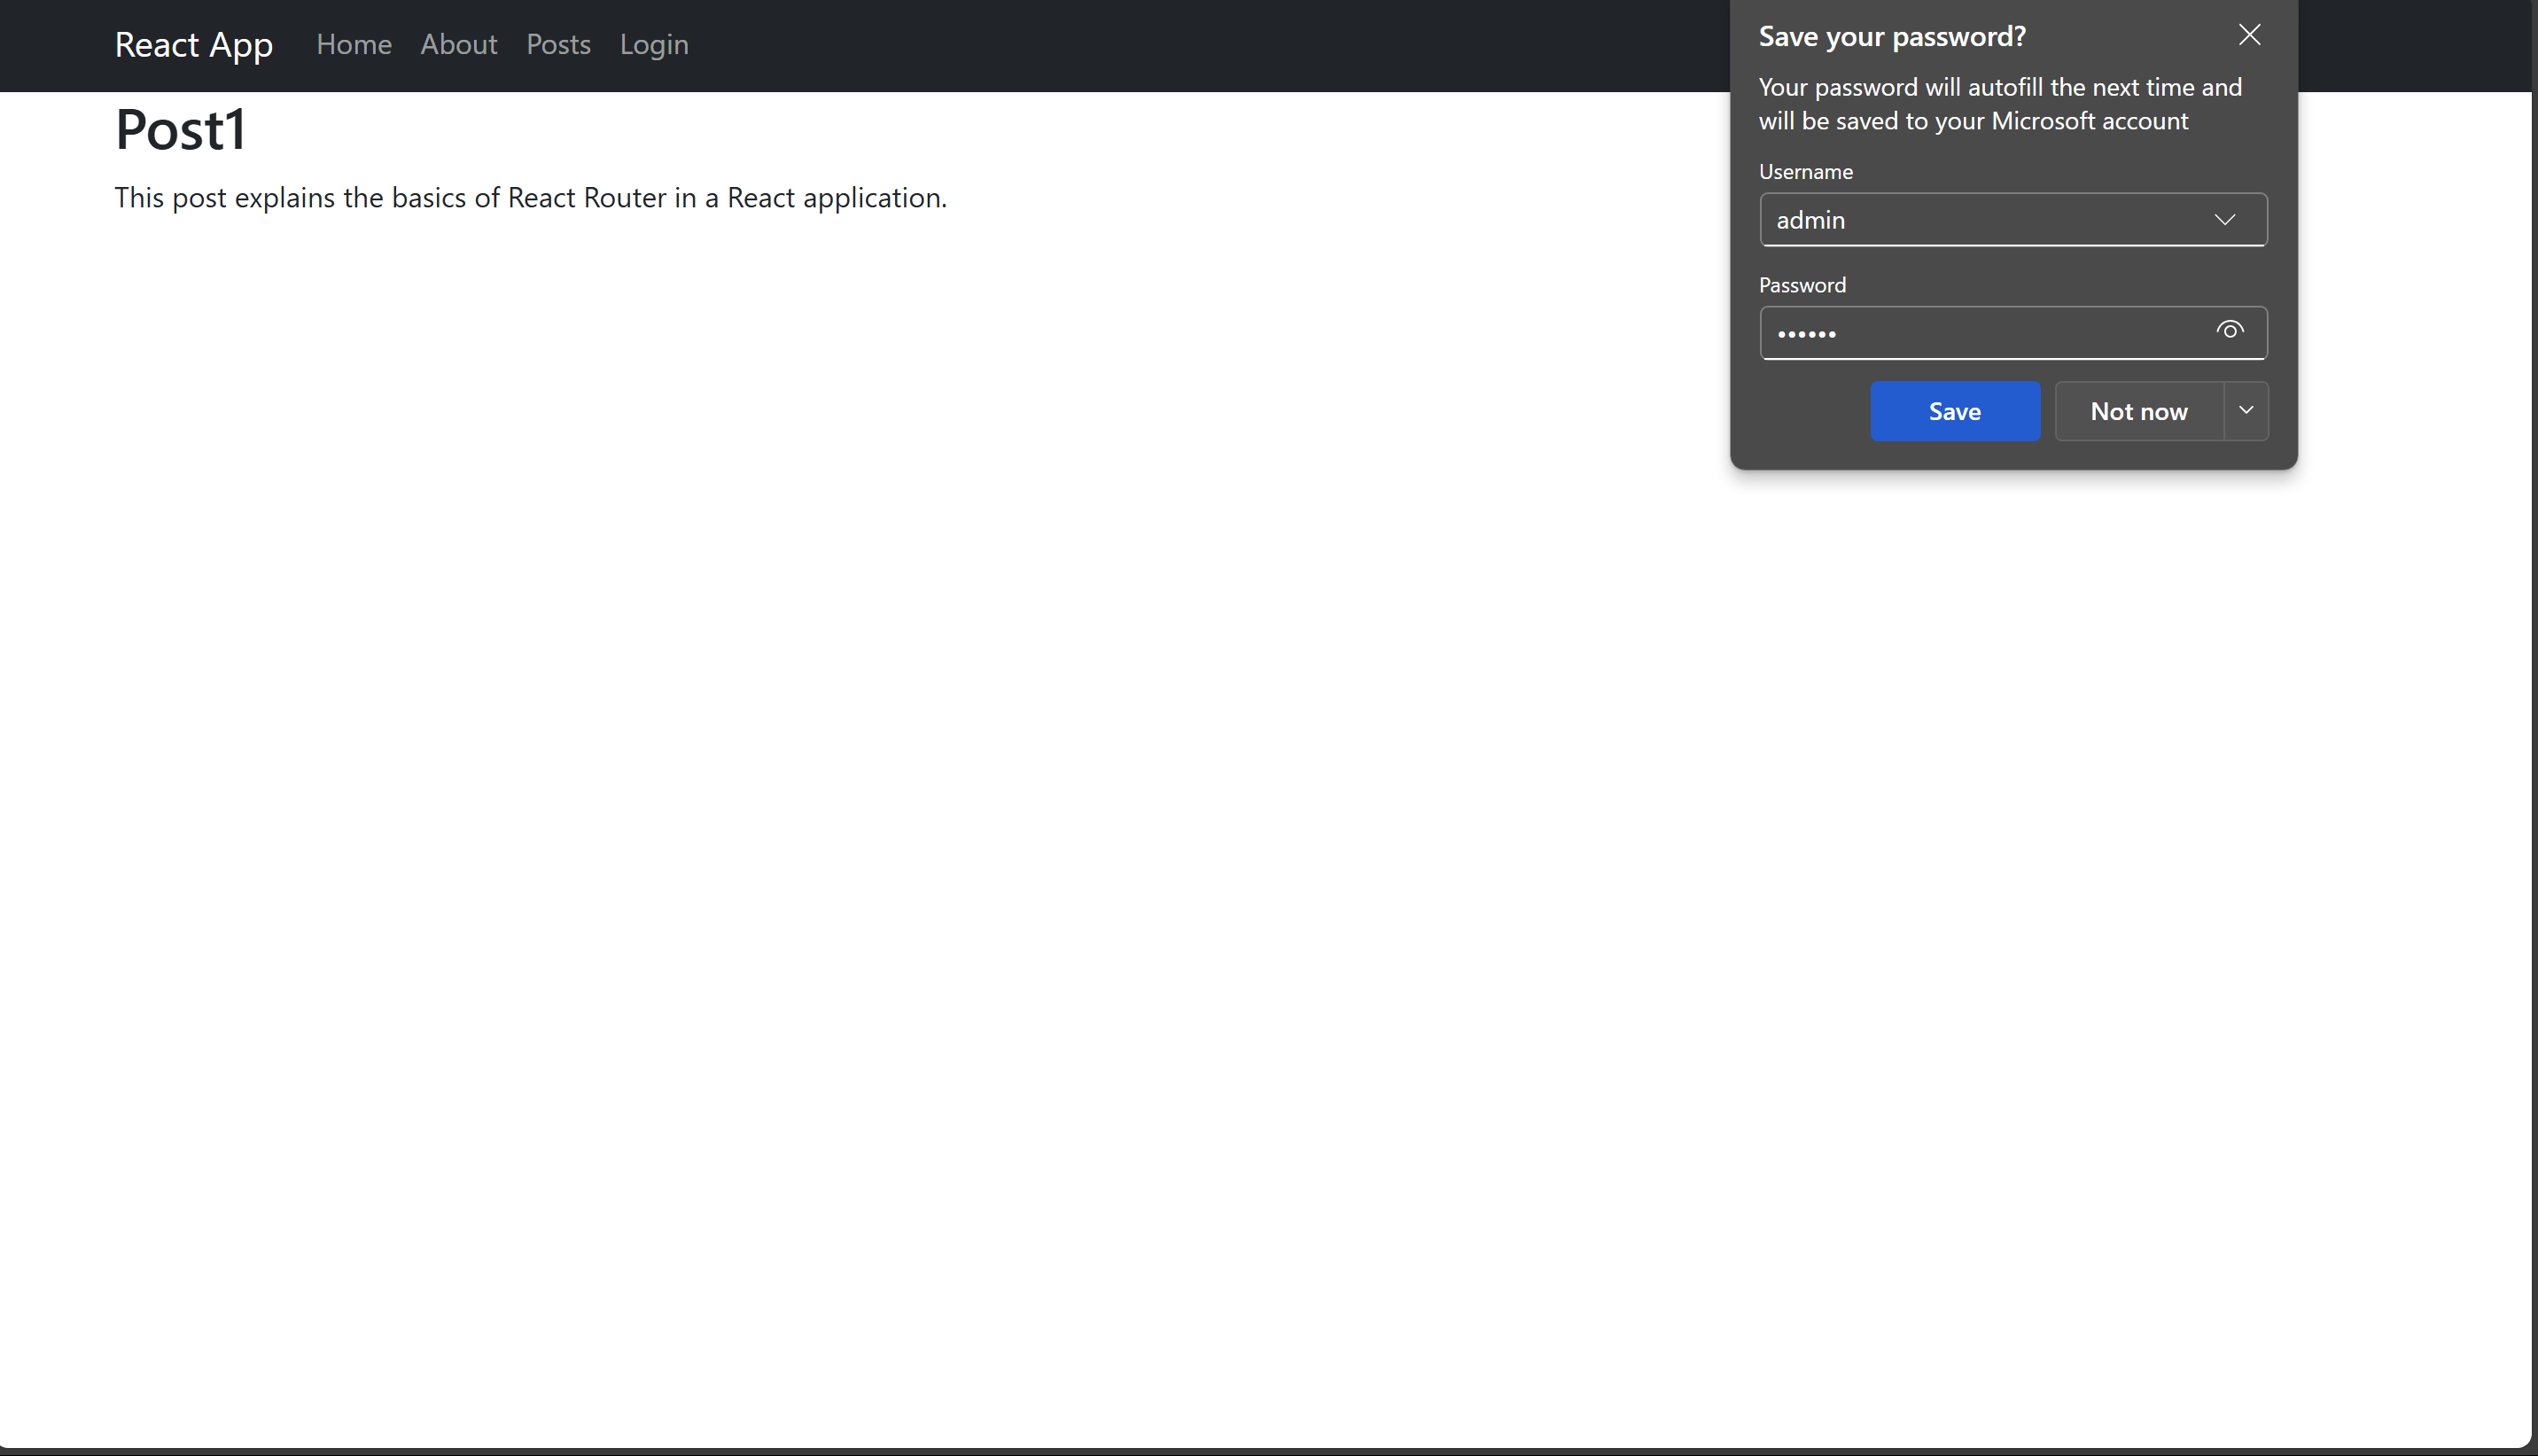 React App Home About Posts Login
Post1
This post explains the basics of React Router in a React application.
Save your password?
Your password will autofill the next time and
will be saved to your Microsoft account
Username
admin
Password
••••••
Save Not now